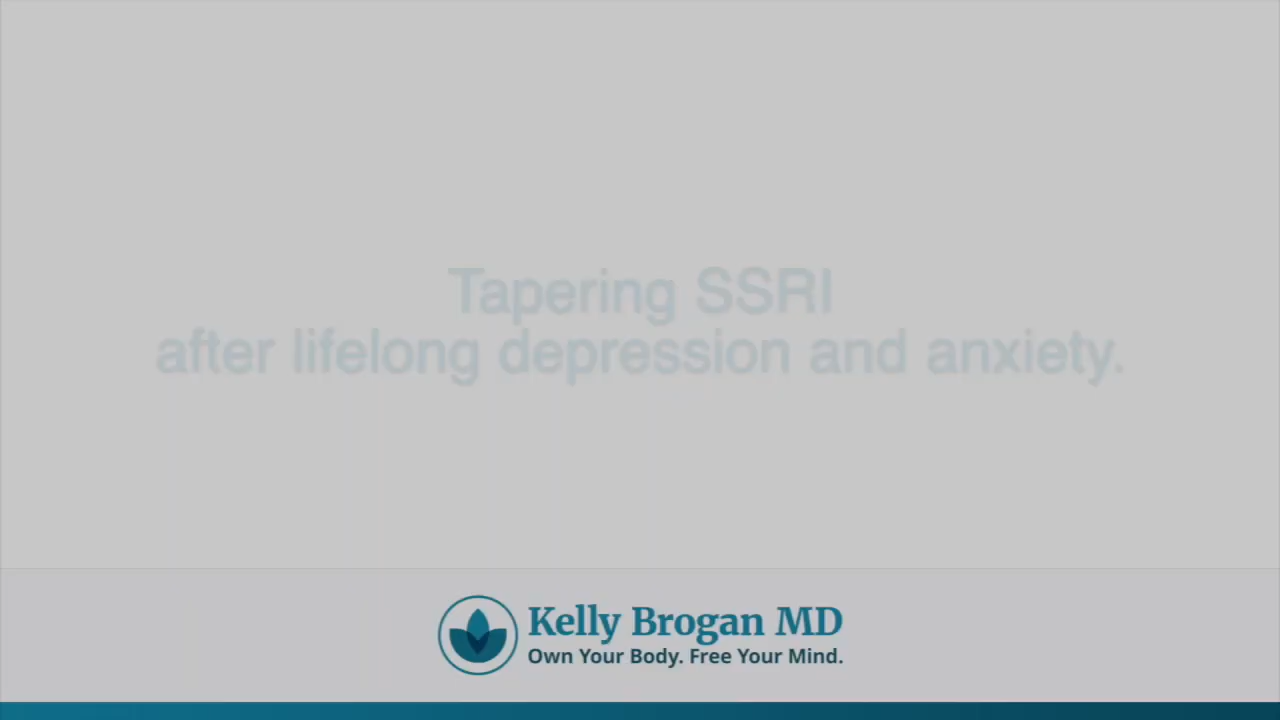 Tapering SSRI
after lifelong depression and anxiety.
Kelly Brogan MD
Own Your Body. Free Your Mind.